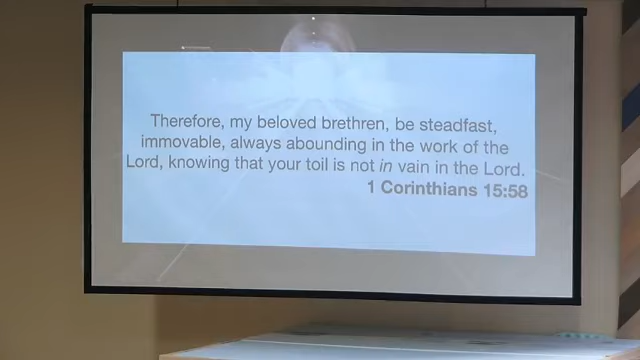 Therefore, my beloved brethren, be steadfast,
immovable, always abounding in the work of the
Lord, knowing that your toil is not in vain in the Lord.
1 Corinthians 15:58